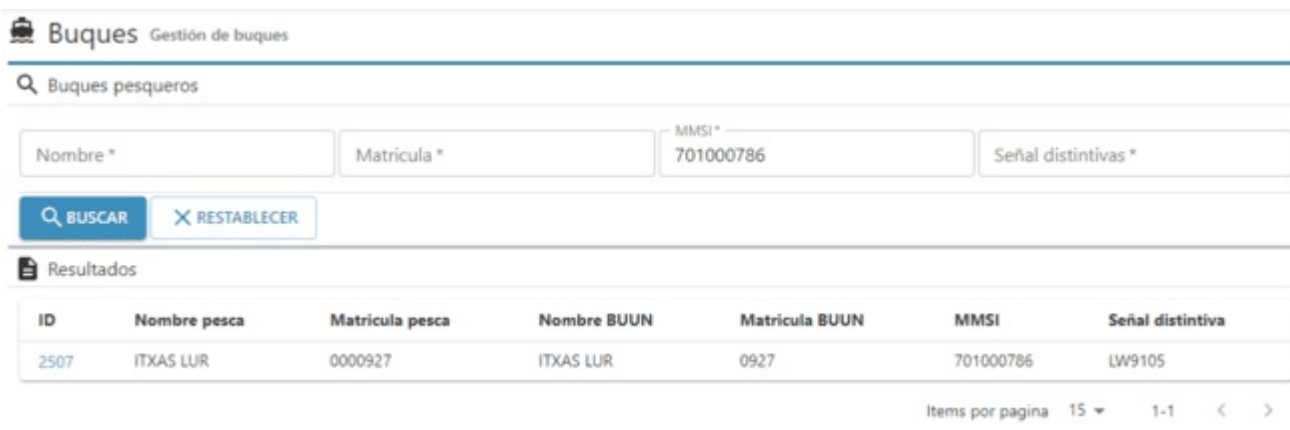 Buques Gestión de buques
Buques pesqueros
MMSI *
Nombre * Matricula * 701000786 Señal distintivas *
BUSCAR RESTABLECER
Resultados
ID Nombre pesca Matricula pesca Nombre BUUN Matricula BUUN MMSI Señal distintiva
2507 ITXAS LUR 0000927 ITXAS LUR 0927 701000786 LW9105
Items por pagina 15 1-1